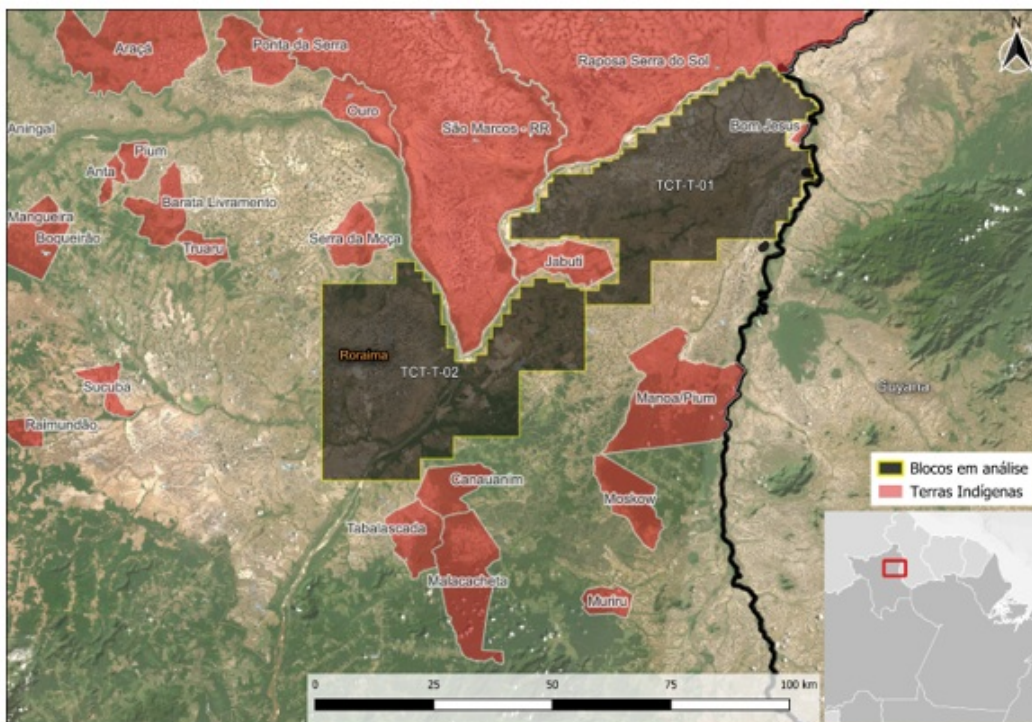 Araçá
Ponta da Serra
Raposa Serra do Sol
Ouro
São Marcos - RR
Bom Jesus
Aningal
Pium
Anta
TCT-T-01
Barata Livramento
Mangueira
Boqueirão
Truaru
Serra da Moça
Jabuti
Roraima
TCT-T-02
Sucuba
Raimundão
Manoa/Pium
Guyana
Canauanim
Moskow
Tabalascada
Malacacheta
Muriru
N
Blocos em análise
Terras Indígenas
0 25 50 75 100 km